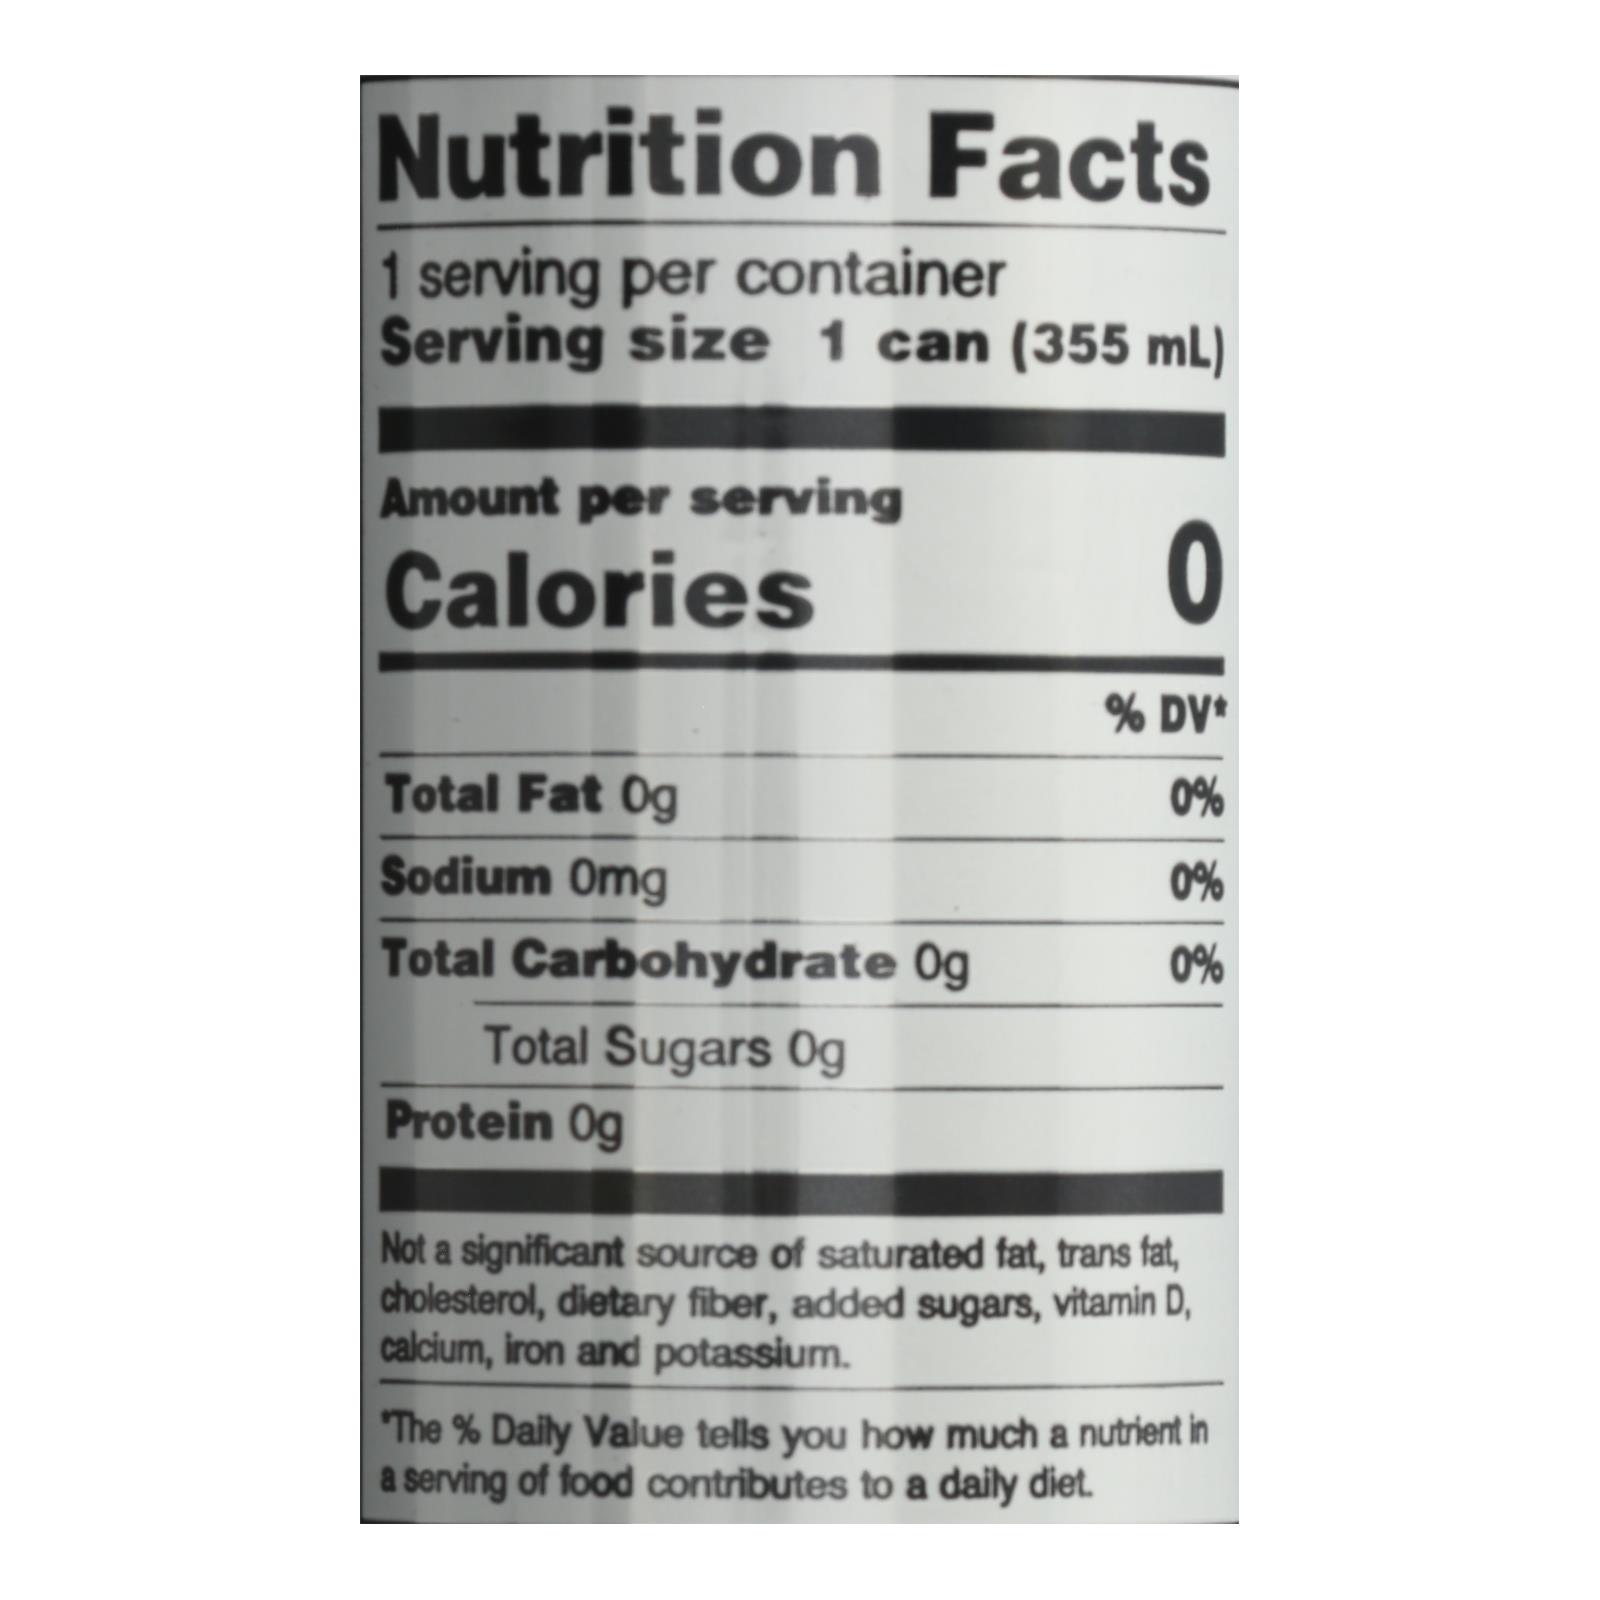 Nutrition Facts
1 serving per container
Serving size 1 can (355 mL)
Amount per serving
Calories 0
% DV*
Total Fat 0g 0%
Sodium 0mg 0%
Total Carbohydrate 0g 0%
Total Sugars 0g
Protein 0g
Not a significant source of saturated fat, trans fat,
cholesterol, dietary fiber, added sugars, vitamin D,
calcium, iron and potassium.
*The % Daily Value tells you how much a nutrient in
a serving of food contributes to a daily diet.